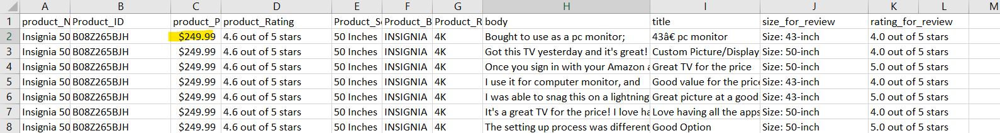 A B C D E F G H I J K L M
1 product_N Product_ID product_P product_Rating Product_S Product_B Product_R body title size_for_review rating_for_review
2 Insignia 50 B08Z265BJH $249.99 4.6 out of 5 stars 50 Inches INSIGNIA 4K Bought to use as a pc monitor; 43â€ pc monitor Size: 43-inch 4.0 out of 5 stars
3 Insignia 50 B08Z265BJH $249.99 4.6 out of 5 stars 50 Inches INSIGNIA 4K Got this TV yesterday and it's great! Custom Picture/Display Size: 50-inch 4.0 out of 5 stars
4 Insignia 50 B08Z265BJH $249.99 4.6 out of 5 stars 50 Inches INSIGNIA 4K Once you sign in with your Amazon a Great TV for the price Size: 50-inch 5.0 out of 5 stars
5 Insignia 50 B08Z265BJH $249.99 4.6 out of 5 stars 50 Inches INSIGNIA 4K I use it for computer monitor, and Good value for the price Size: 43-inch 4.0 out of 5 stars
6 Insignia 50 B08Z265BJH $249.99 4.6 out of 5 stars 50 Inches INSIGNIA 4K I was able to snag this on a lightning Great picture at a good Size: 43-inch 5.0 out of 5 stars
7 Insignia 50 B08Z265BJH $249.99 4.6 out of 5 stars 50 Inches INSIGNIA 4K It's a great TV for the price! I love ha Love having all the apps Size: 50-inch 4.0 out of 5 stars
8 Insignia 50 B08Z265BJH $249.99 4.6 out of 5 stars 50 Inches INSIGNIA 4K The setting up process was different Good Option Size: 50-inch 5.0 out of 5 stars